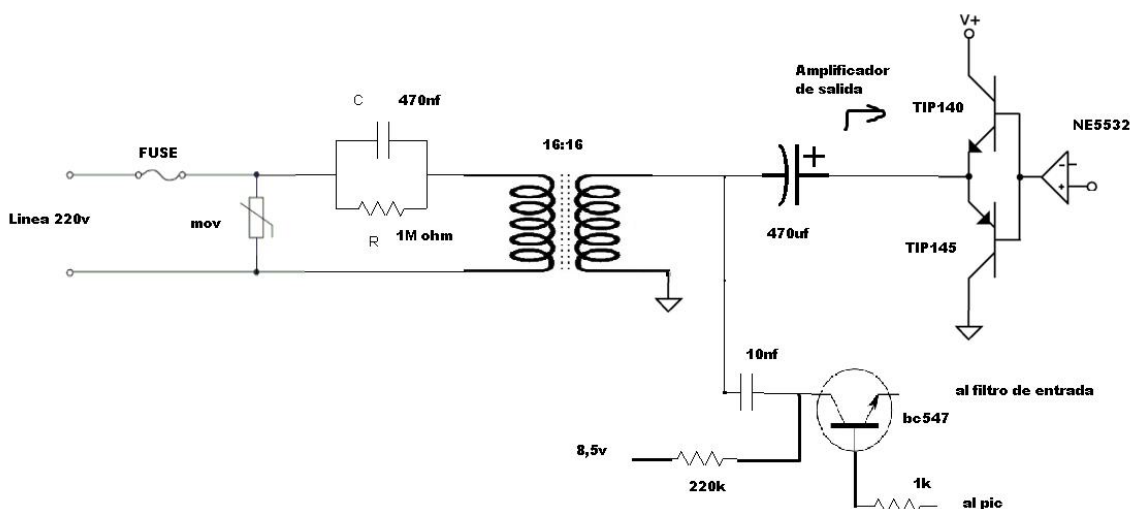 V+
Amplificador
de salida
TIP140
C
470nf
NE5532
16:16
FUSE
Linea 220v
mov
1M ohm
R
470uf
TIP145
10nf
al filtro de entrada
bc547
8,5v
220k
1k
al pic